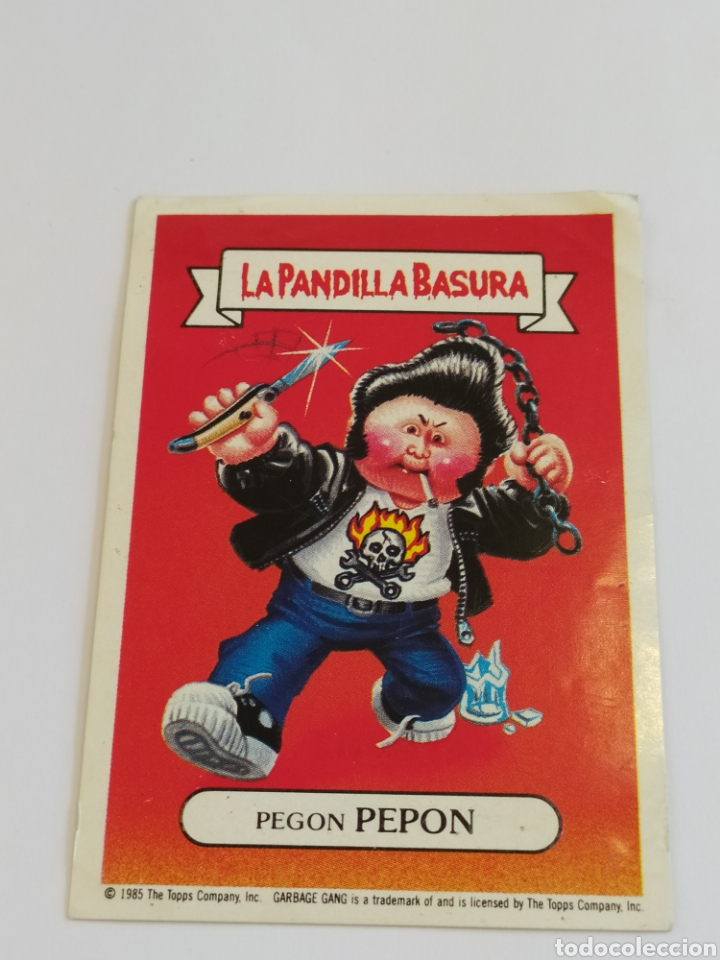 LA PANDILLA BASURA
PEGON PEPON
© 1985 The Topps Company, Inc. GARBAGE GANG is a trademark of and is licensed by The Topps Company, Inc.
todocoleccion